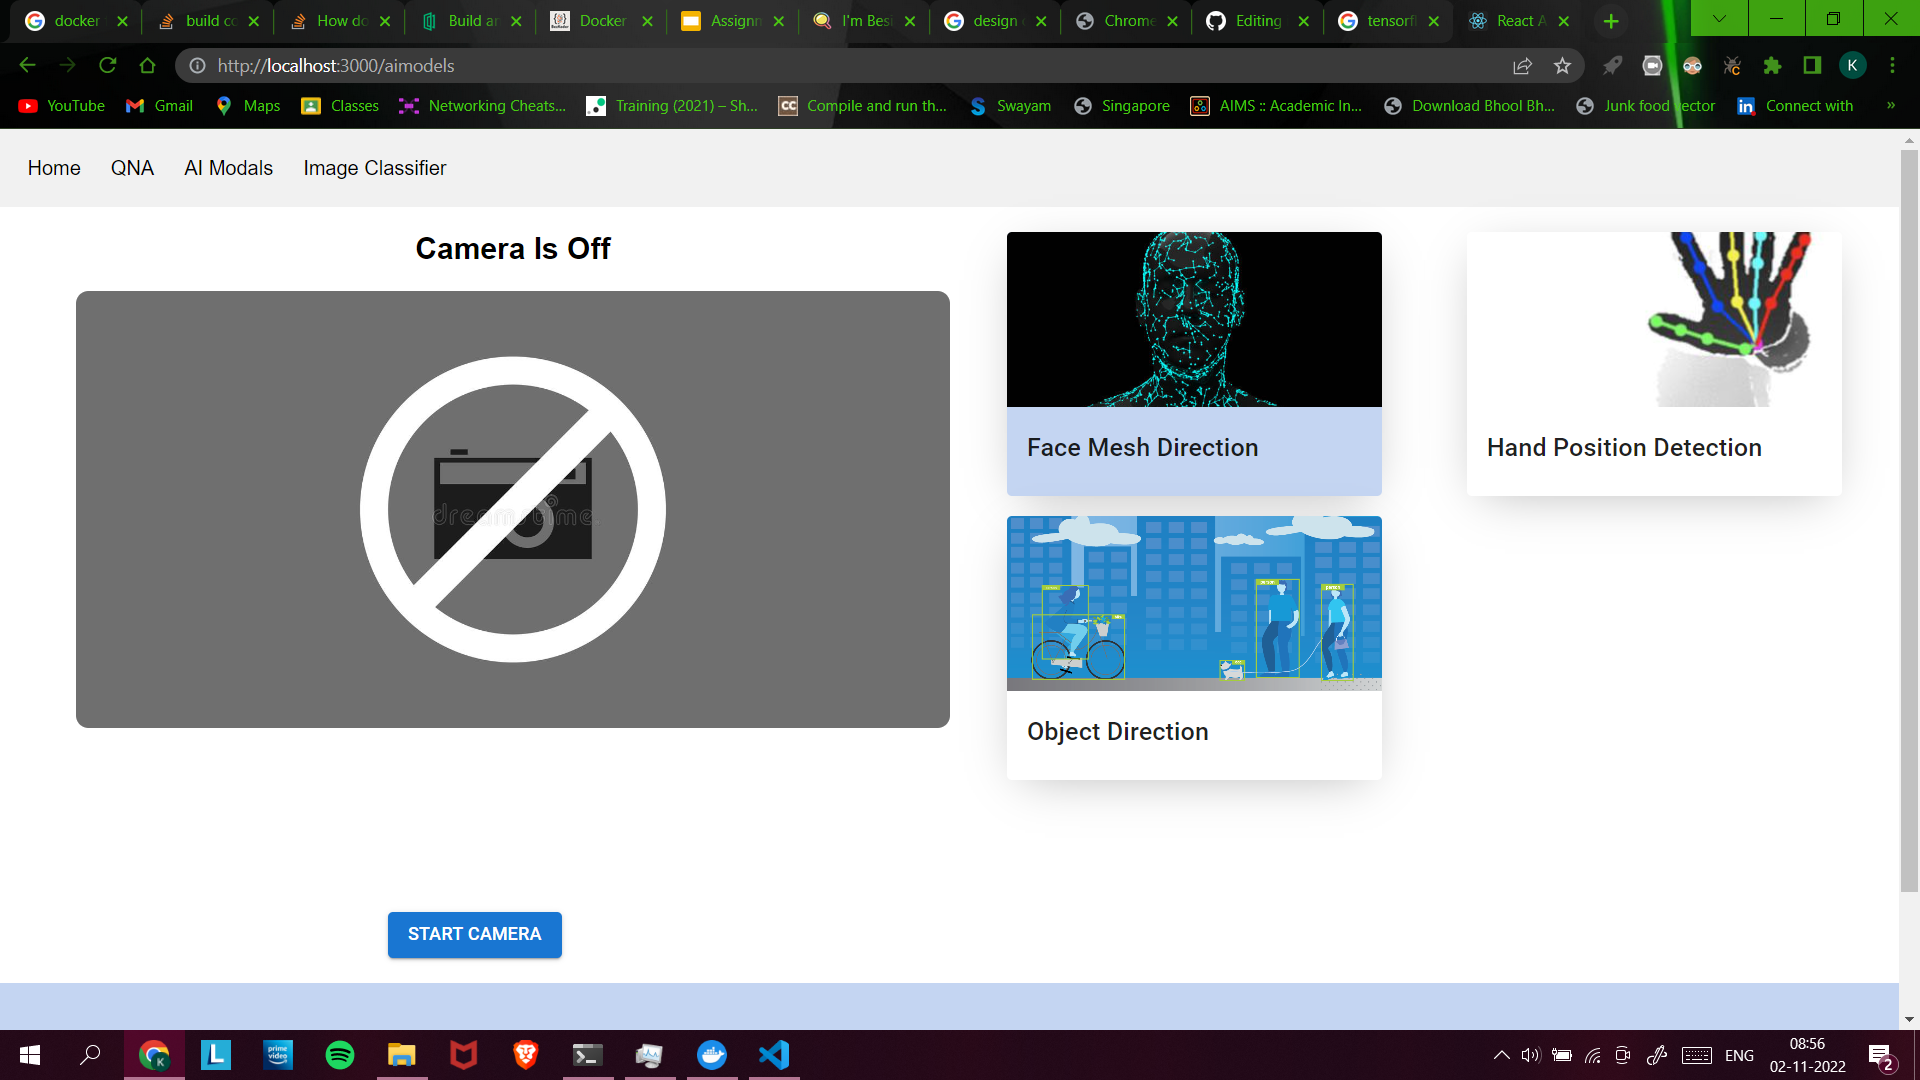 docker
build co
How do
Build an
Docker
Assignm
I'm Besi
design
Chrome
Editing
tensorfl
React A
http://localhost:3000/aimodels
K
YouTube
Gmail
Maps
Classes
Networking Cheats...
Training (2021) – Sh...
Compile and run th...
Swayam
Singapore
AIMS :: Academic In...
Download Bhool Bh...
Junk food vector
Connect with
»
Home
QNA
AI Modals
Image Classifier
Camera Is Off
dreamstime.
Face Mesh Direction
Hand Position Detection
Object Direction
START CAMERA
ENG
08:56
02-11-2022
2